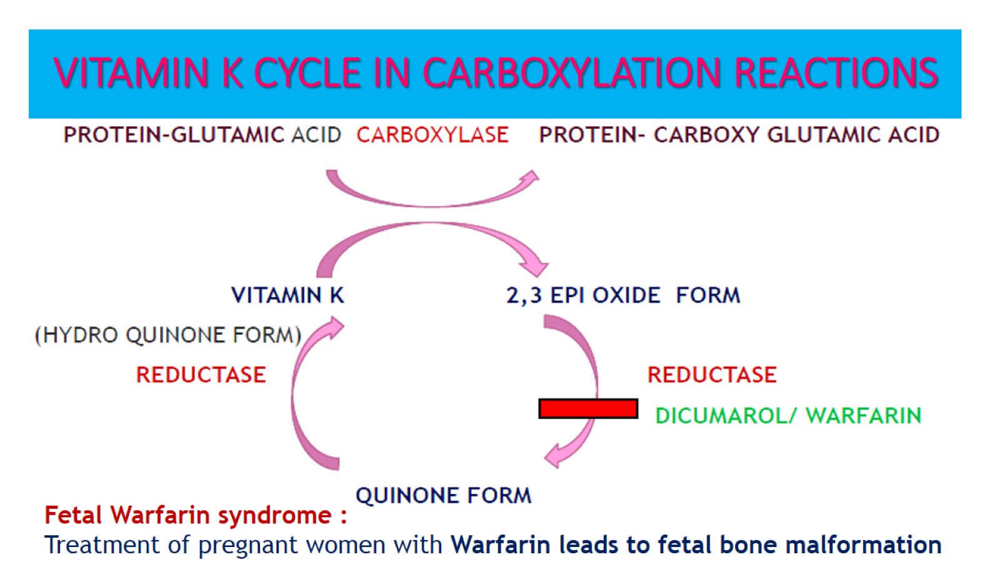 VITAMIN K CYCLE IN CARBOXYLATION REACTIONS
PROTEIN-GLUTAMIC ACID CARBOXYLASE PROTEIN- CARBOXY GLUTAMIC ACID
VITAMIN K 2,3 EPI OXIDE FORM
(HYDRO QUINONE FORM)
REDUCTASE REDUCTASE
DICUMAROL/ WARFARIN
QUINONE FORM
Fetal Warfarin syndrome :
Treatment of pregnant women with Warfarin leads to fetal bone malformation